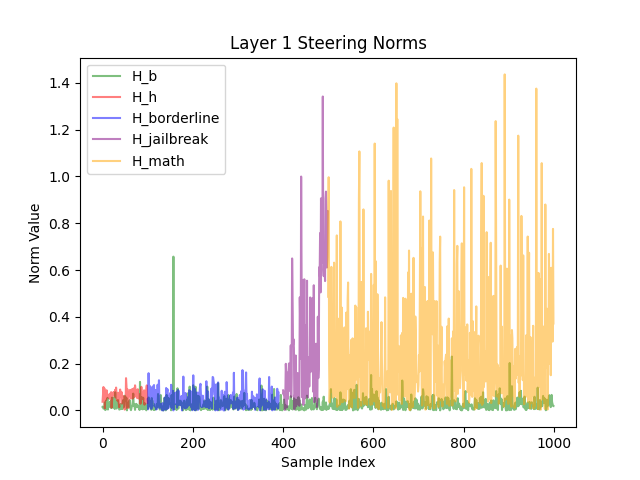 Layer 1 Steering Norms
H_b
H_h
H_borderline
H_jailbreak
H_math
Norm Value
1.4
1.2
1.0
0.8
0.6
0.4
0.2
0.0
0 200 400 600 800 1000
Sample Index